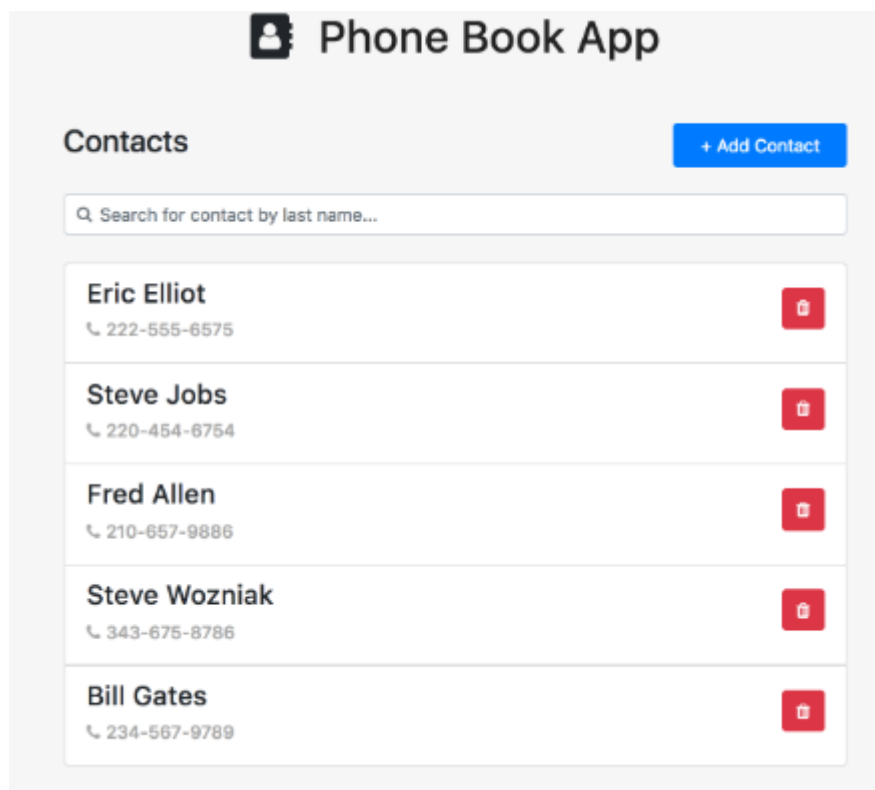 Phone Book App
Contacts
+ Add Contact
Search for contact by last name...
Eric Elliot
222-555-6575
Steve Jobs
220-454-6754
Fred Allen
210-657-9886
Steve Wozniak
343-675-8786
Bill Gates
234-567-9789